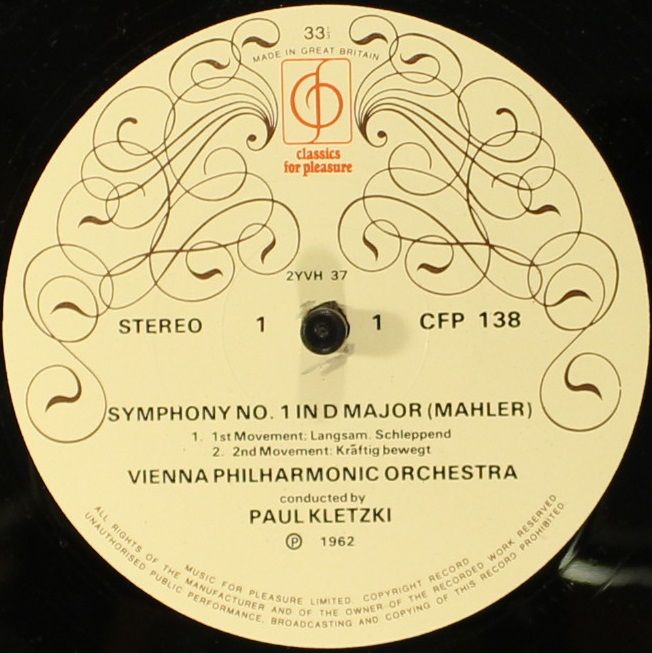 33⅓
MADE IN GREAT BRITAIN
classics
for pleasure
2YVH 37
STEREO 1 1 CFP 138
SYMPHONY NO. 1 IN D MAJOR (MAHLER)
1. 1st Movement: Langsam. Schleppend
2. 2nd Movement: Kräftig bewegt
VIENNA PHILHARMONIC ORCHESTRA
conducted by
PAUL KLETZKI
℗ 1962
MUSIC FOR PLEASURE LIMITED. COPYRIGHT RECORD
ALL RIGHTS OF THE MANUFACTURER AND OF THE OWNER OF THE RECORDED WORK RESERVED
UNAUTHORISED PUBLIC PERFORMANCE, BROADCASTING AND COPYING OF THIS RECORD PROHIBITED.